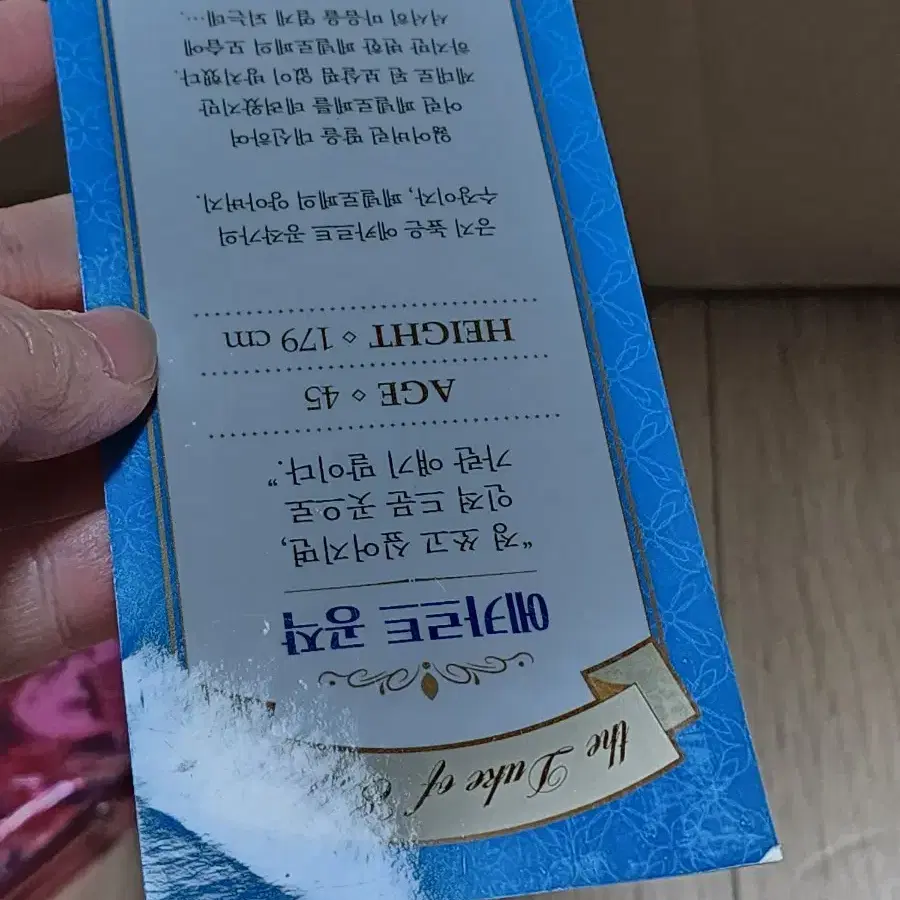 the Duke of
에카르트 공작
“정 쏘고 싶어지면,
인적 드문 곳으로
가란 얘기 말이다.”
AGE ◇ 45
HEIGHT ◇ 179 cm
긍지 높은 에카르트 공작가의
수장이자, 페넬로페의 양아버지.
잃어버린 딸을 대신하여
어린 페넬로페를 데려왔지만
제대로 된 보살핌 없이 방치했다.
하지만 변한 페넬로페의 모습에
서서히 마음을 열게 되는데….